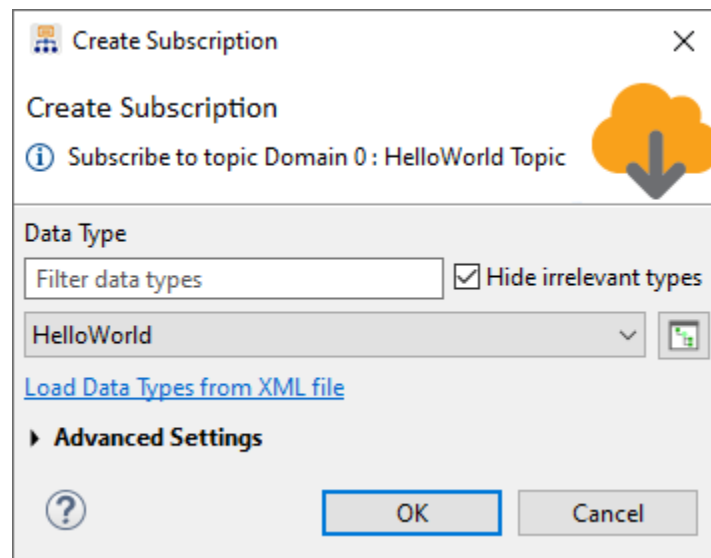 Create Subscription
Create Subscription
Subscribe to topic Domain 0 : HelloWorld Topic
Data Type
Filter data types
Hide irrelevant types
HelloWorld
Load Data Types from XML file
Advanced Settings
?
OK
Cancel